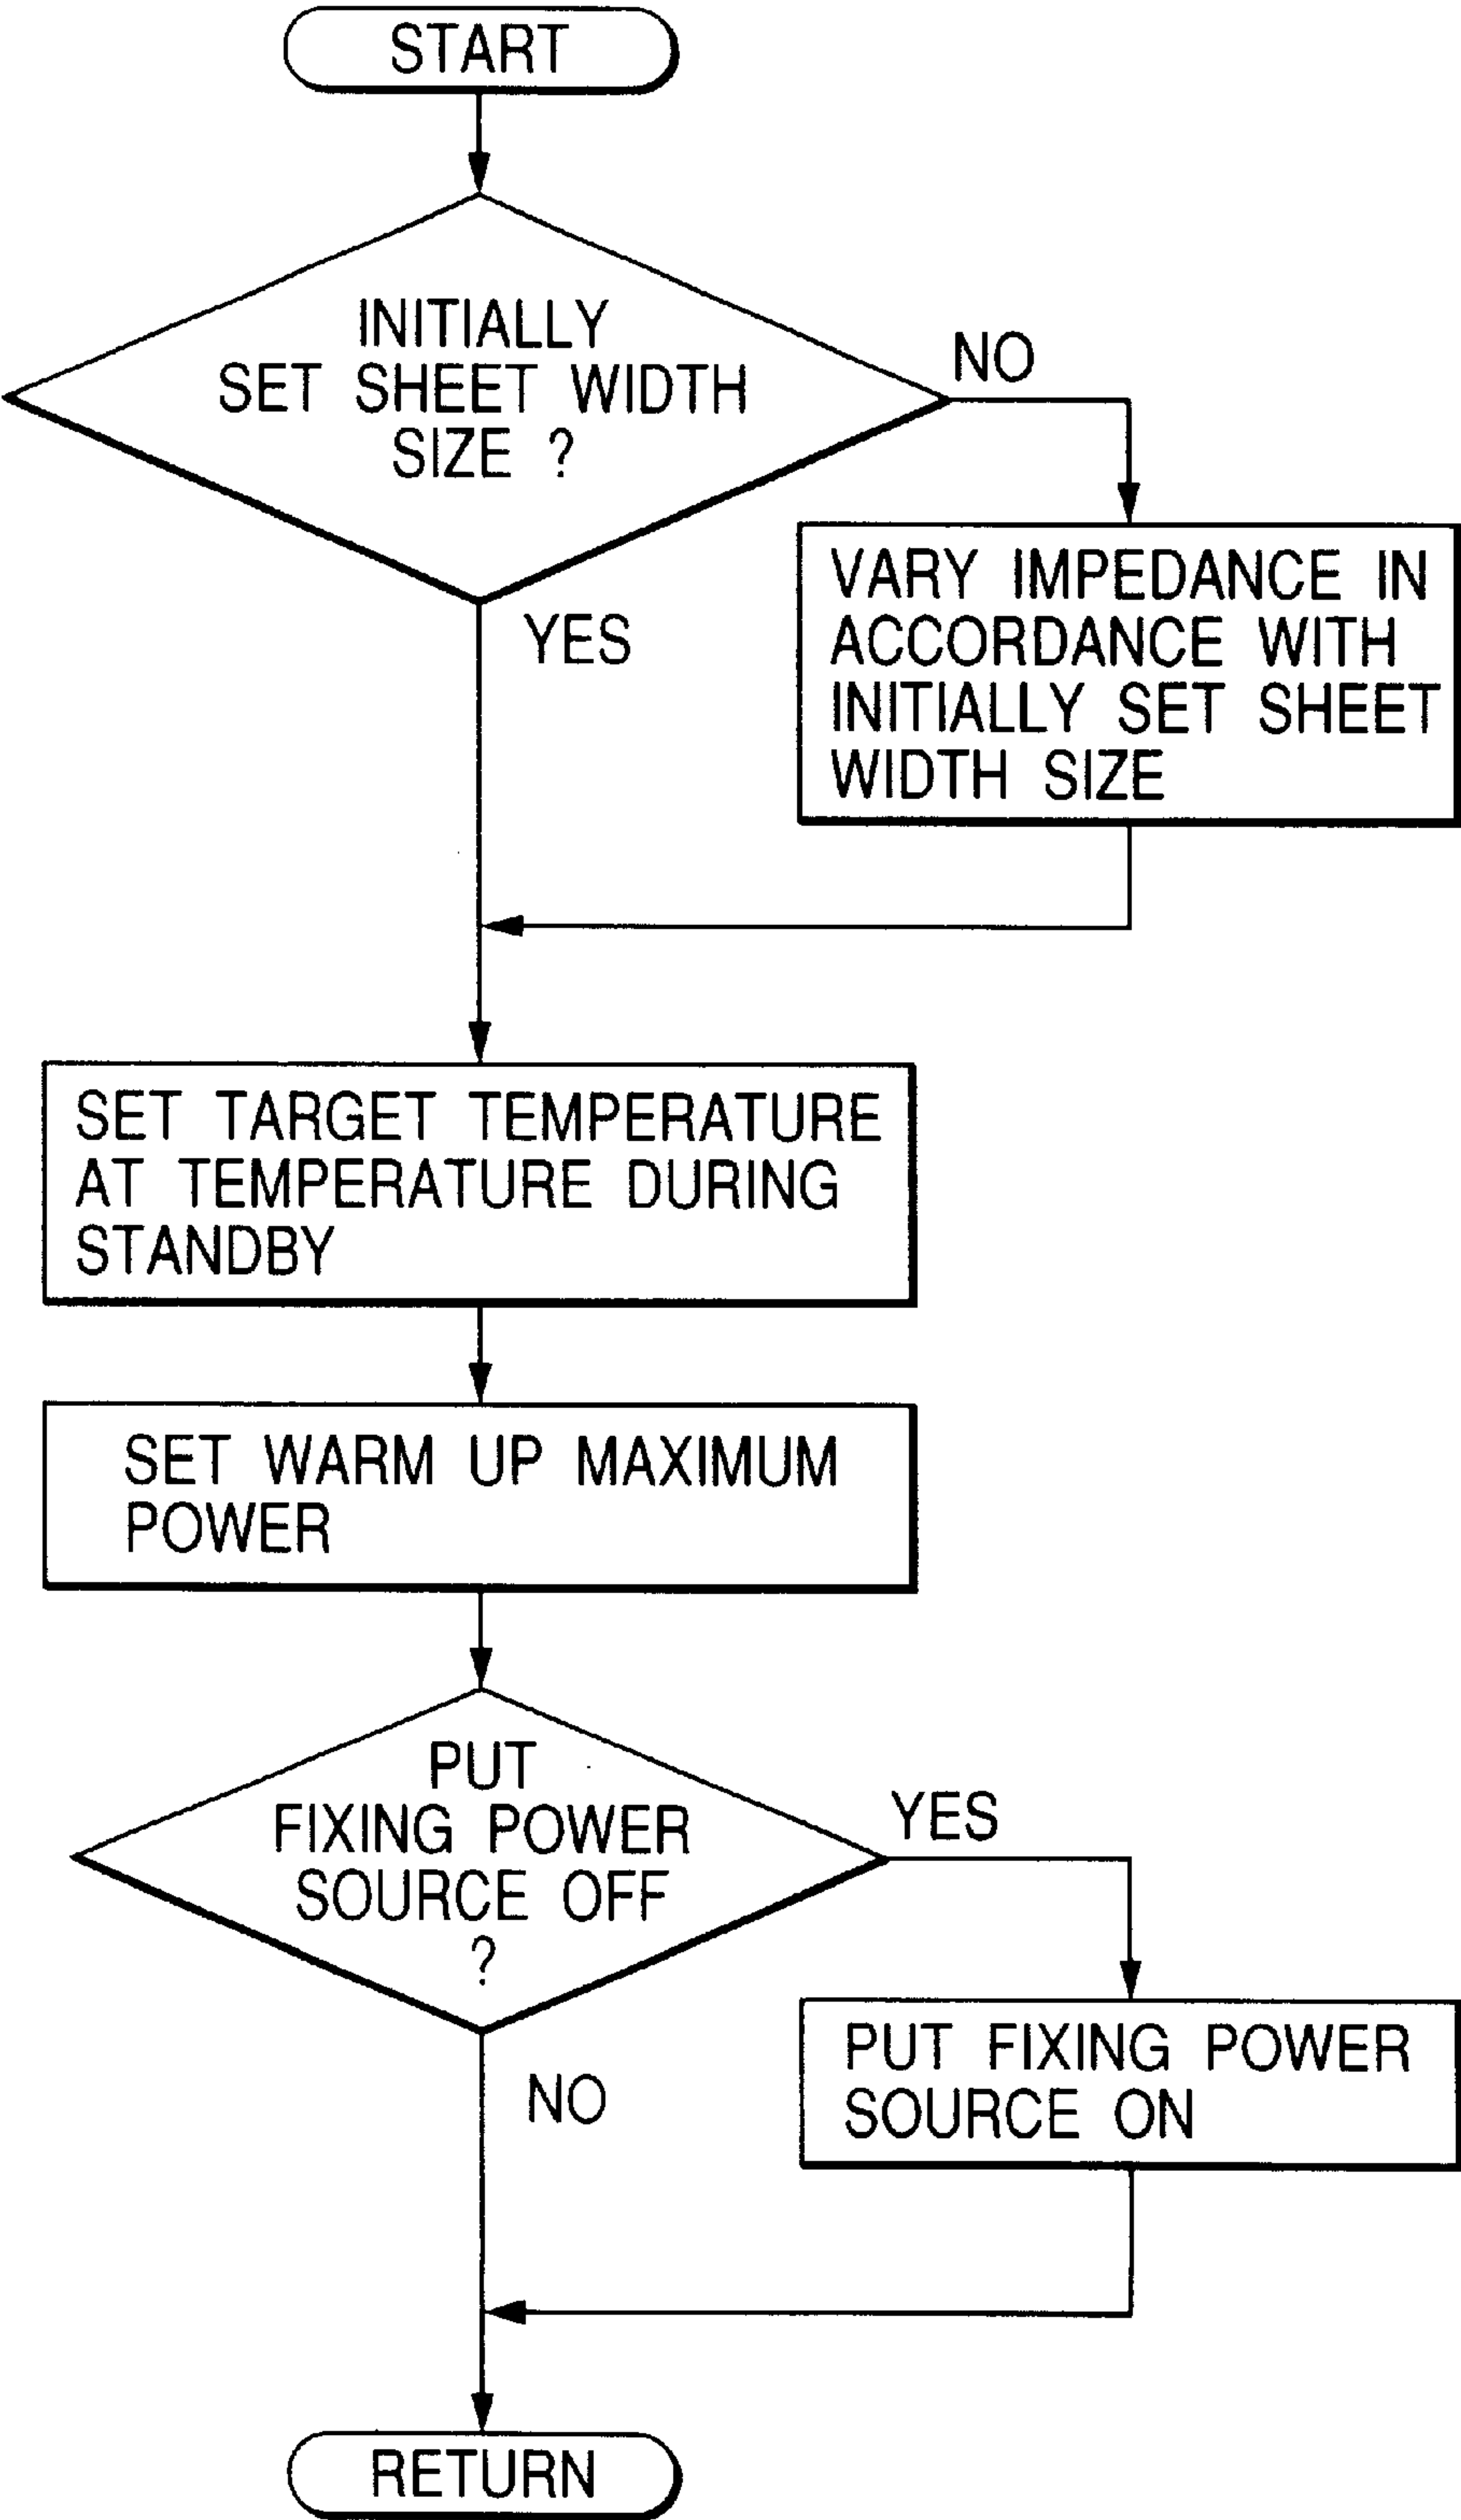 START
INITIALLY
SET SHEET WIDTH
SIZE ?
NO
YES
VARY IMPEDANCE IN
ACCORDANCE WITH
INITIALLY SET SHEET
WIDTH SIZE
SET TARGET TEMPERATURE
AT TEMPERATURE DURING
STANDBY
SET WARM UP MAXIMUM
POWER
PUT
FIXING POWER
SOURCE OFF
?
YES
NO
PUT FIXING POWER
SOURCE ON
RETURN